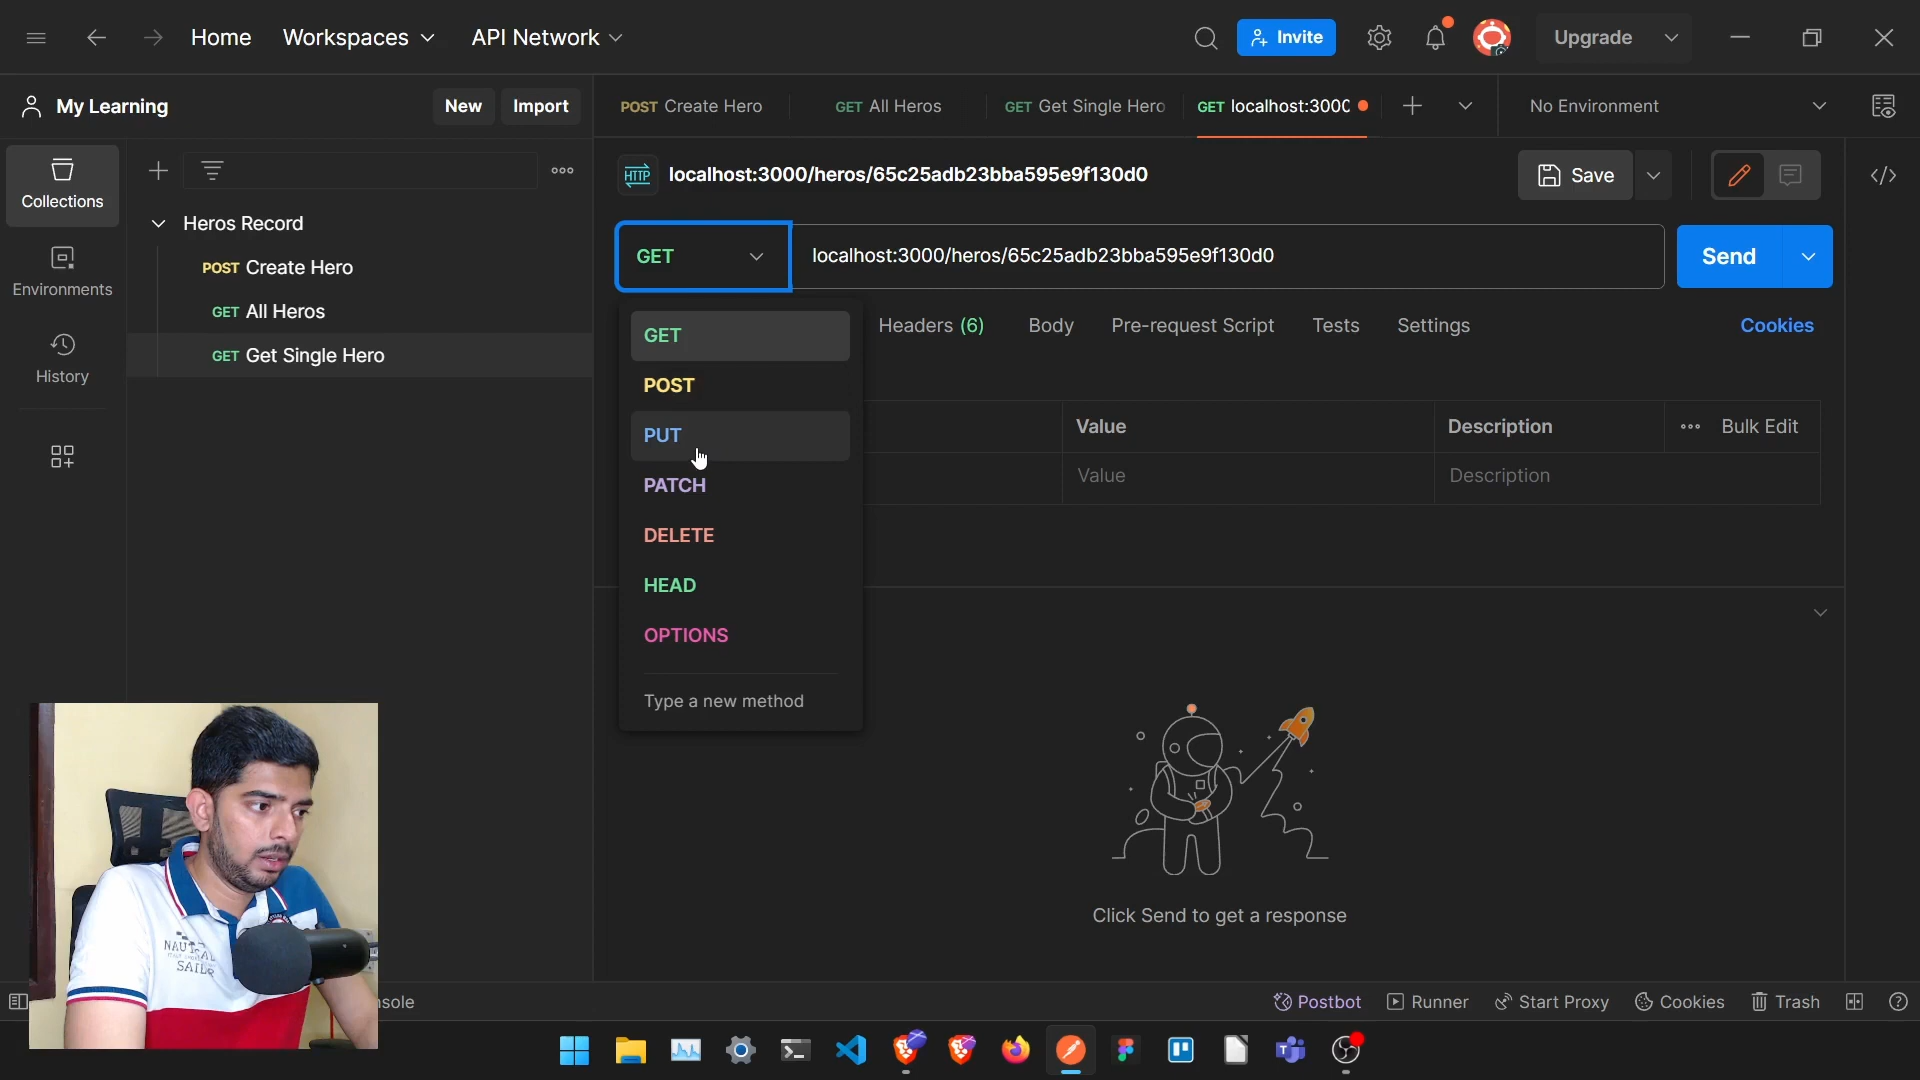 Home
Workspaces
API Network
Invite
Upgrade
My Learning
New
Import
POST Create Hero
GET All Heros
GET Get Single Hero
GET localhost:3000
No Environment
Collections
Environments
History
Heros Record
POST Create Hero
GET All Heros
GET Get Single Hero
HTTP
localhost:3000/heros/65c25adb23bba595e9f130d0
Save
GET
localhost:3000/heros/65c25adb23bba595e9f130d0
Send
Headers (6)
Body
Pre-request Script
Tests
Settings
Cookies
GET
POST
PUT
PATCH
DELETE
HEAD
OPTIONS
Type a new method
Value
Description
Bulk Edit
Value
Description
Click Send to get a response
NAUT
SAILOR
sole
Postbot
Runner
Start Proxy
Cookies
Trash